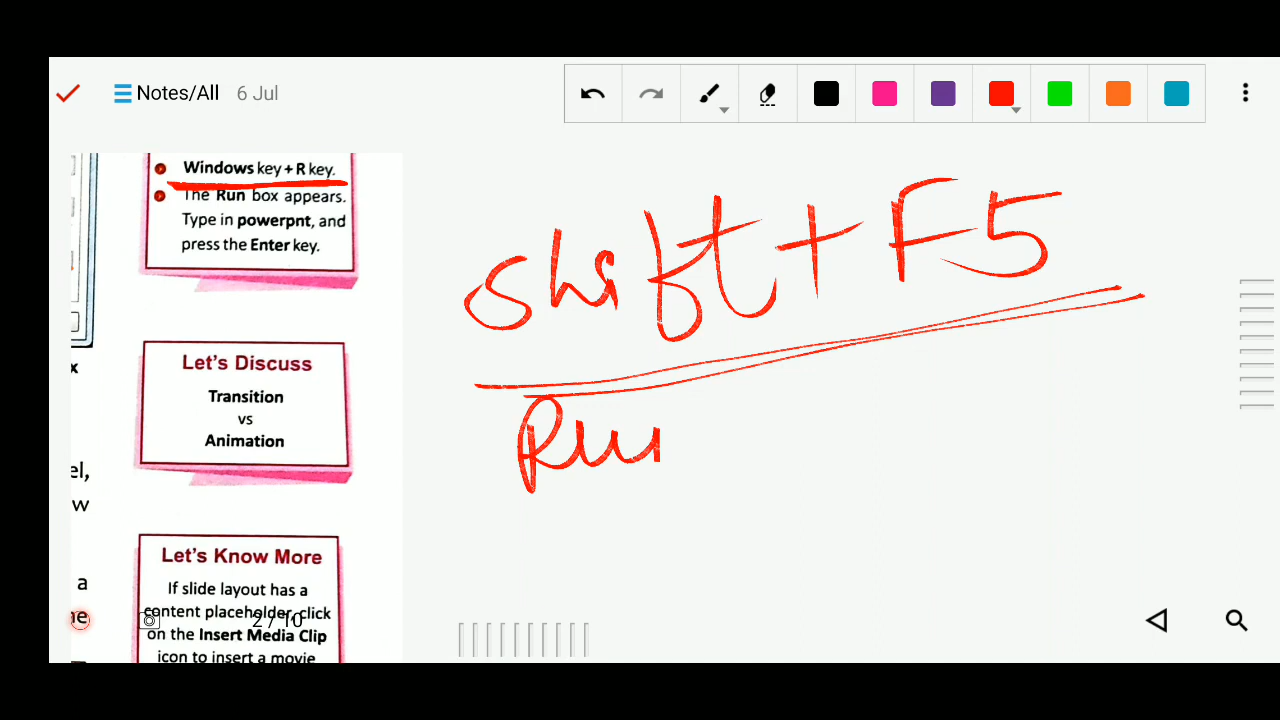 Notes/All 6 Jul
Windows key + R key.
The Run box appears.
Type in powerpnt, and
press the Enter key.
x
Let's Discuss
Transition
vs
Animation
el,
w
Let's Know More
If slide layout has a
content placeholder, click
on the Insert Media Clip
icon to insert a movie
a
2 / 10
Shift + F5
Run